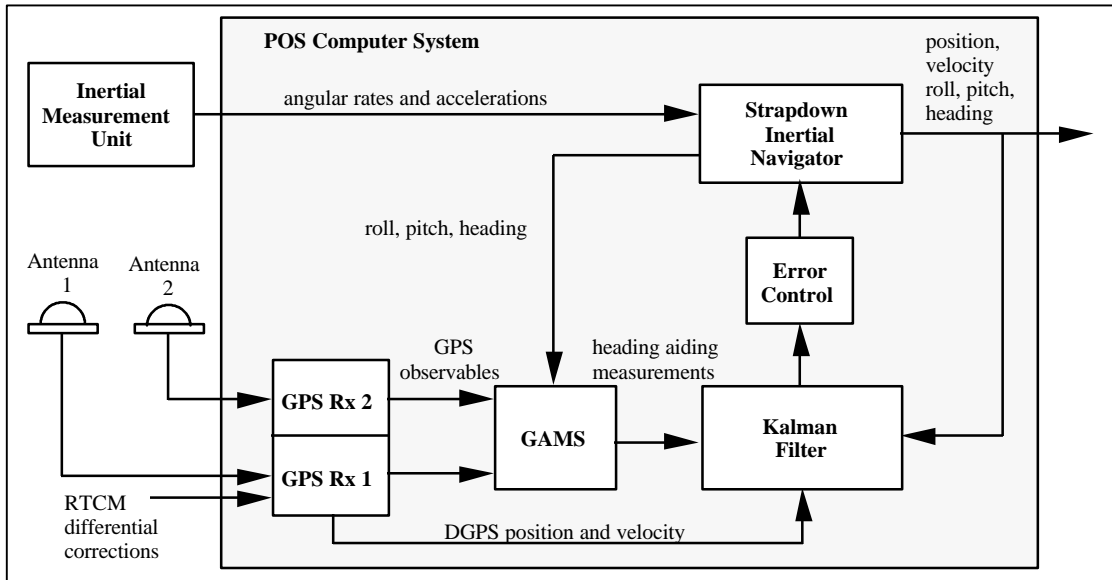 POS Computer System
position,
velocity
roll, pitch,
heading
Inertial
Measurement
Unit
angular rates and accelerations
Strapdown
Inertial
Navigator
roll, pitch, heading
Antenna
1
Antenna
2
Error
Control
GPS
observables
heading aiding
measurements
GPS Rx 2
GAMS
Kalman
Filter
GPS Rx 1
RTCM
differential
corrections
DGPS position and velocity